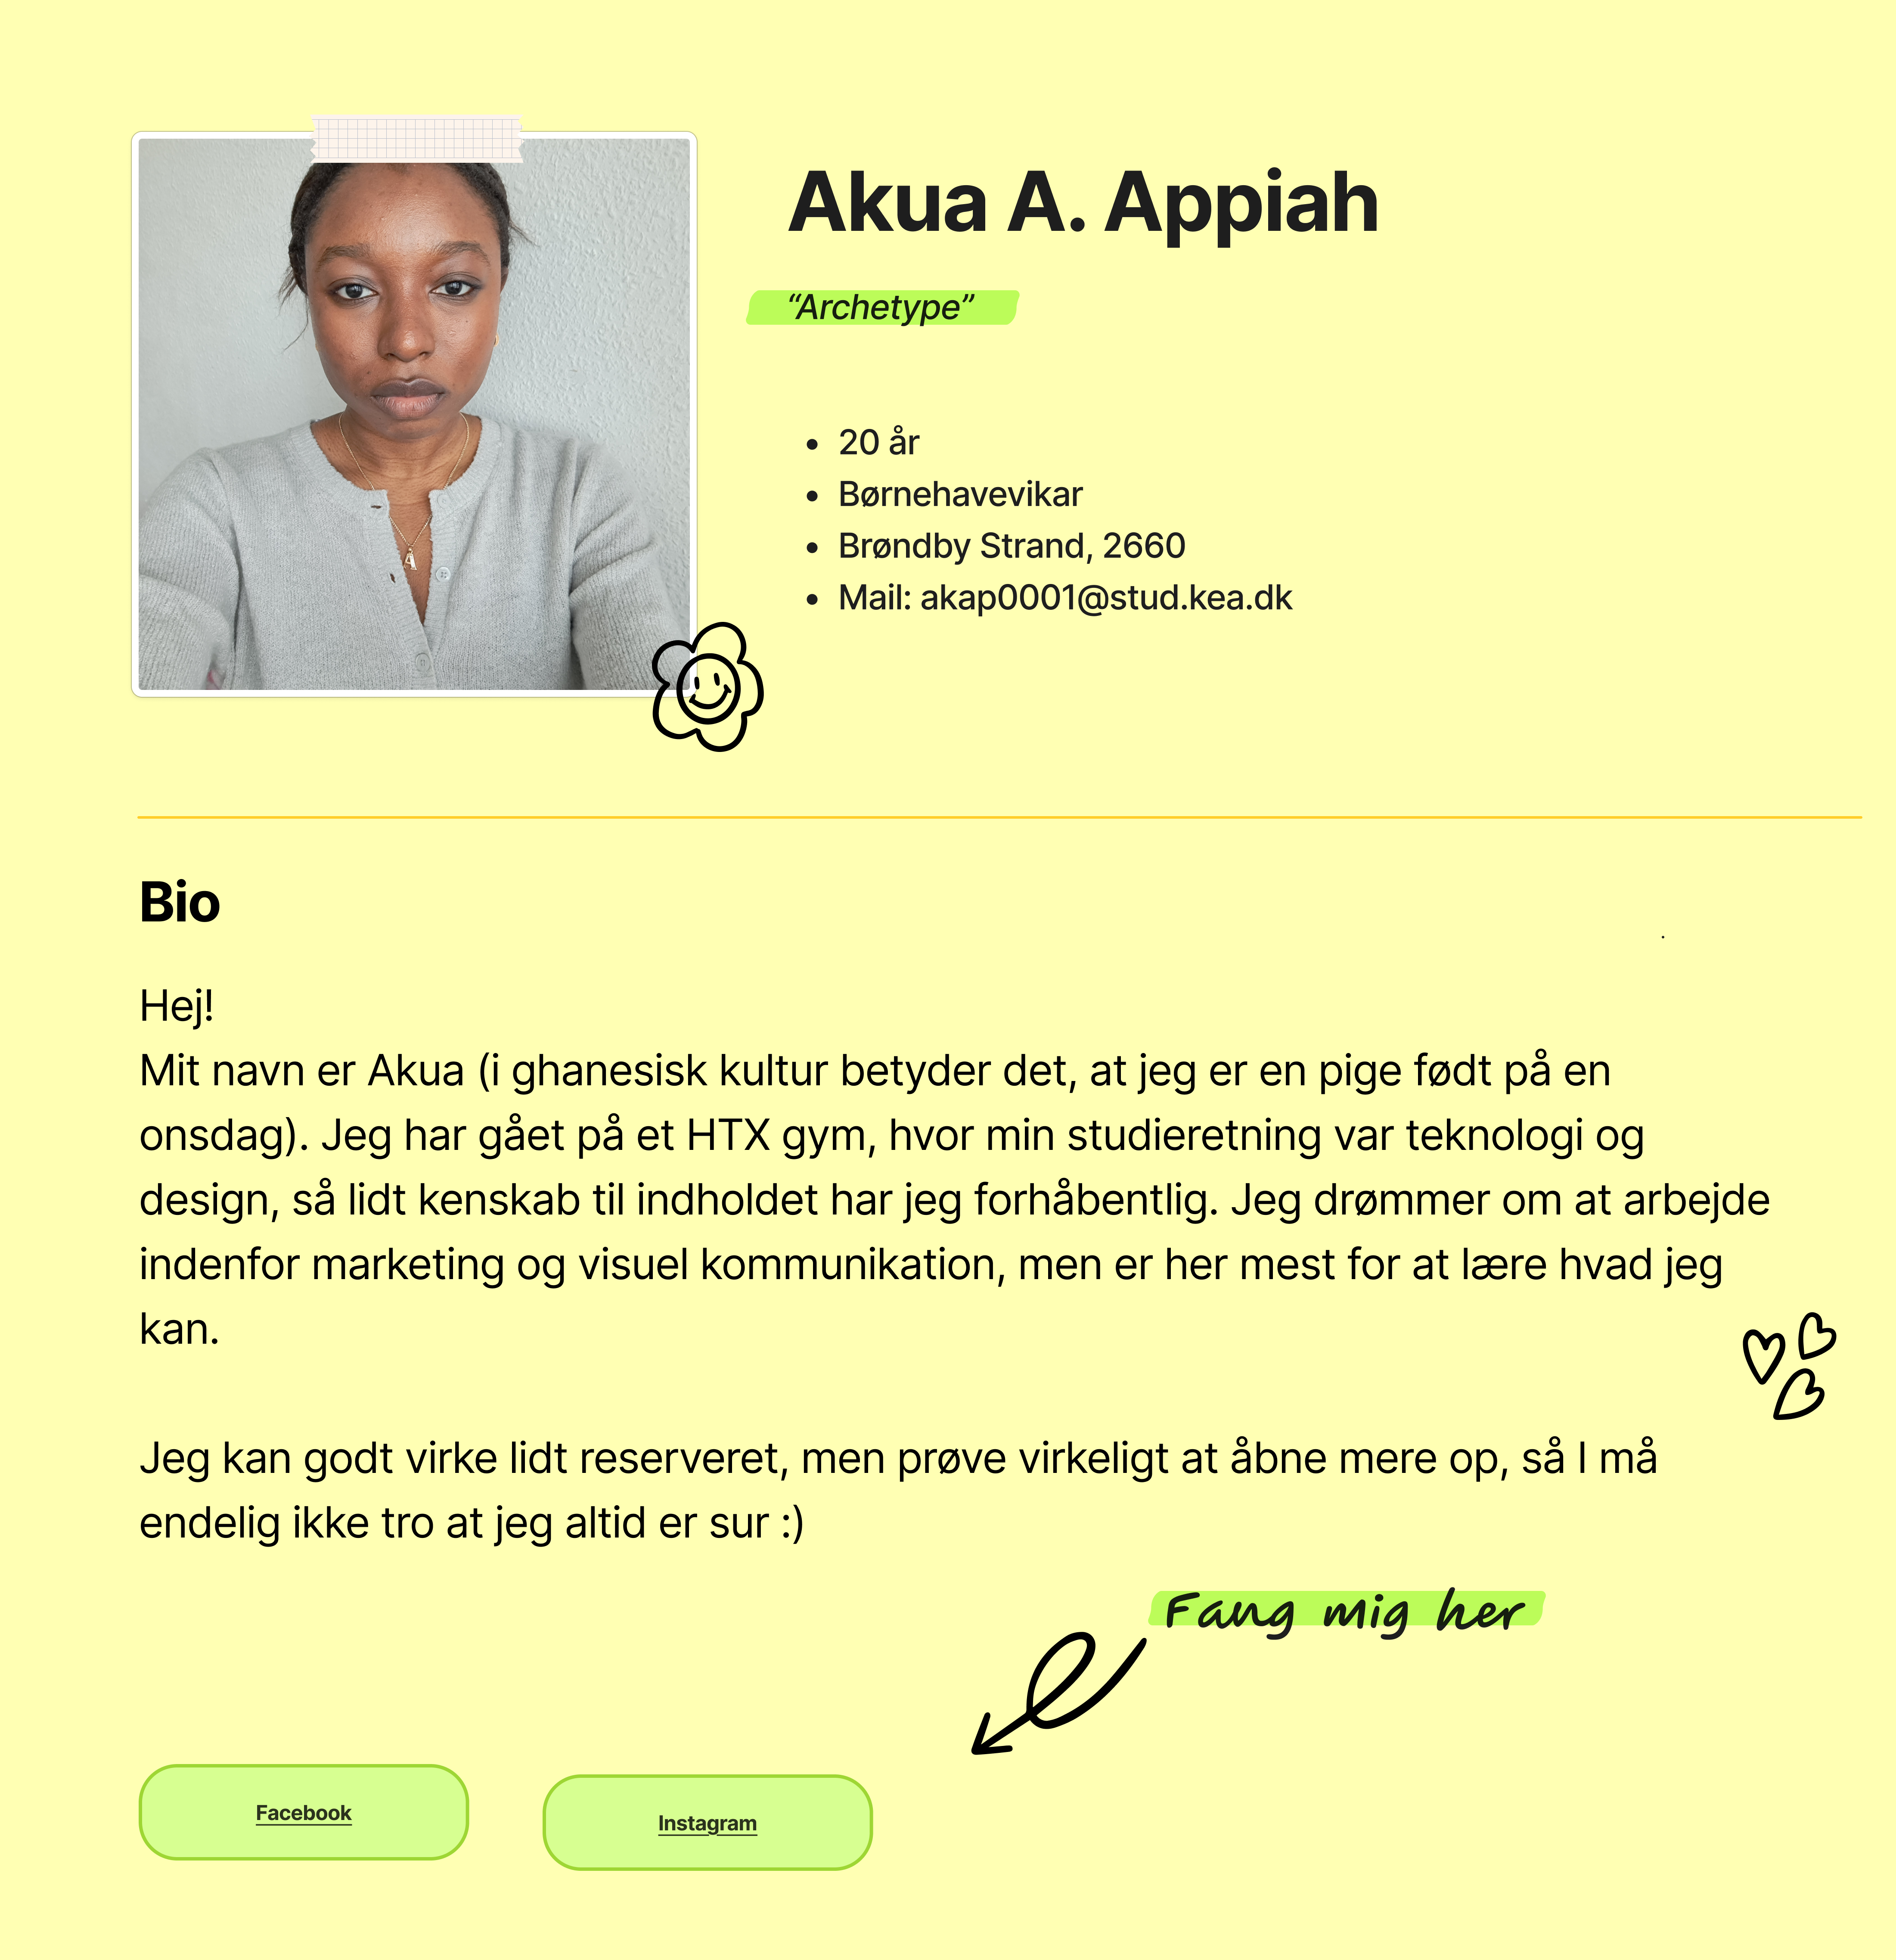 Akua A. Appiah
“Archetype”
• 20 år
• Børnehavevikar
• Brøndby Strand, 2660
• Mail: akap0001@stud.kea.dk
A
Bio
Hej!
Mit navn er Akua (i ghanesisk kultur betyder det, at jeg er en pige født på en
onsdag). Jeg har gået på et HTX gym, hvor min studieretning var teknologi og
design, så lidt kenskab til indholdet har jeg forhåbentlig. Jeg drømmer om at arbejde
indenfor marketing og visuel kommunikation, men er her mest for at lære hvad jeg
kan.
Jeg kan godt virke lidt reserveret, men prøve virkeligt at åbne mere op, så I må
endelig ikke tro at jeg altid er sur :)
Fang mig her
Facebook
Instagram